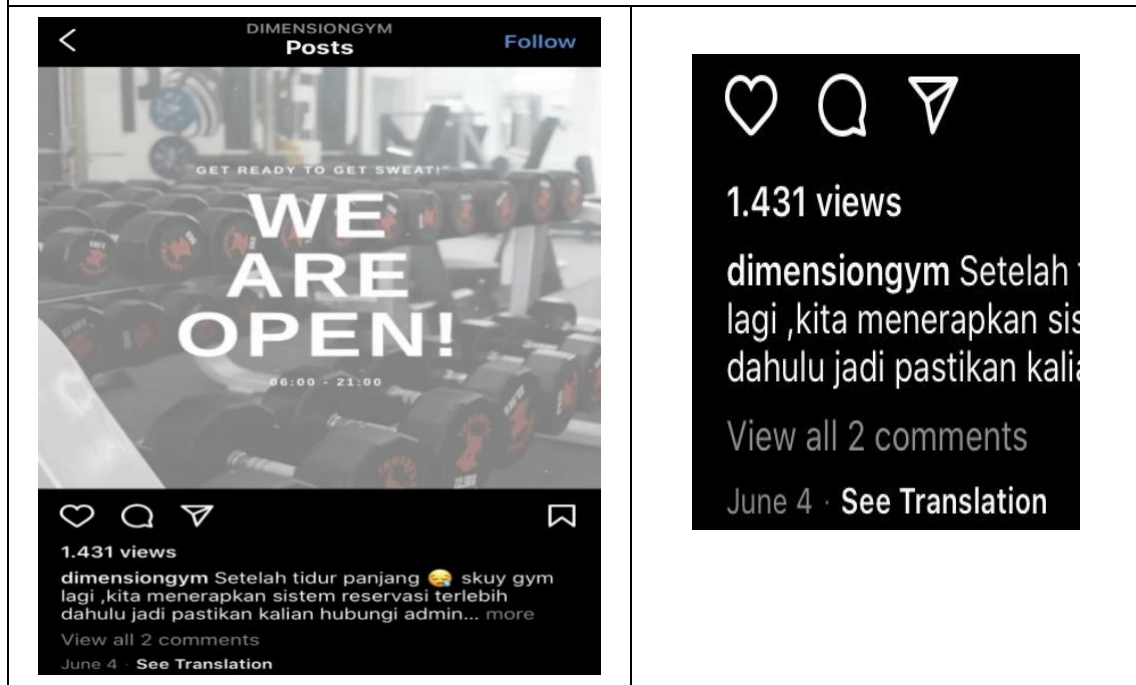 DIMENSIONGYM
Posts
Follow
"GET READY TO GET SWEAT!"
WE
ARE
OPEN!
06:00 - 21:00
1.431 views
dimensiongym Setelah tidur panjang 😪 skuy gym
lagi ,kita menerapkan sistem reservasi terlebih
dahulu jadi pastikan kalian hubungi admin... more
View all 2 comments
June 4 · See Translation
1.431 views
dimensiongym Setelah
lagi ,kita menerapkan sis
dahulu jadi pastikan kalia
View all 2 comments
June 4 · See Translation